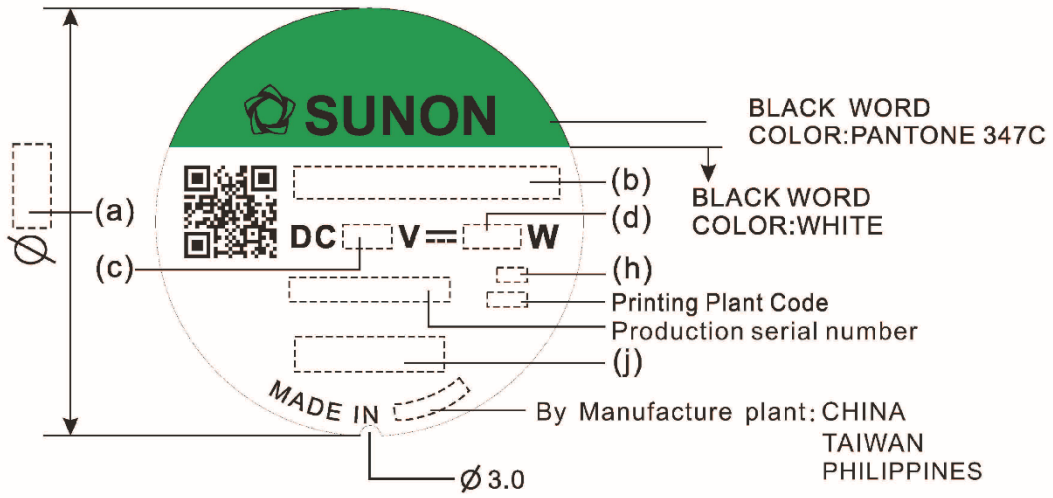 SUNON
BLACK WORD
COLOR:PANTONE 347C
(b)
BLACK WORD
COLOR:WHITE
(a)
Ø
(d)
DC V⎓ W
(c)
(h)
Printing Plant Code
Production serial number
(j)
MADE IN
By Manufacture plant: CHINA
TAIWAN
PHILIPPINES
Ø 3.0